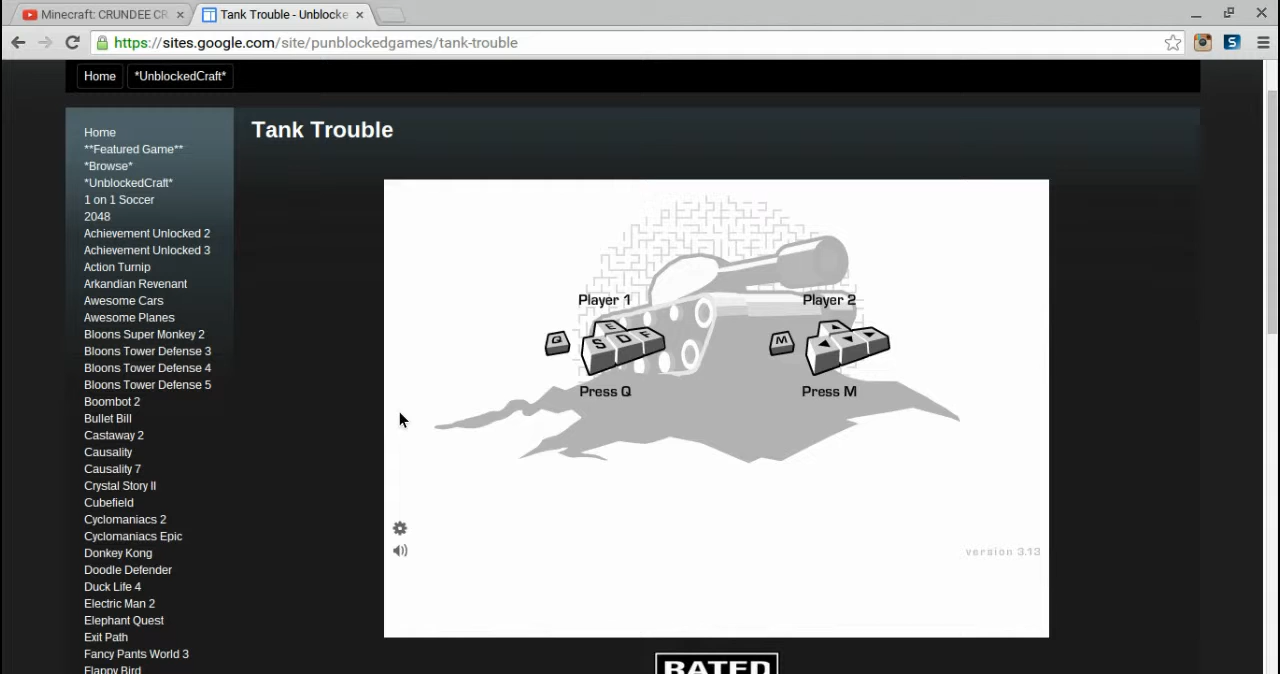 Minecraft: CRUNDEE CR
Tank Trouble - Unblocke
https://sites.google.com/site/punblockedgames/tank-trouble
S
Home
*UnblockedCraft*
Home
**Featured Game**
*Browse*
*UnblockedCraft*
1 on 1 Soccer
2048
Achievement Unlocked 2
Achievement Unlocked 3
Action Turnip
Arkandian Revenant
Awesome Cars
Awesome Planes
Bloons Super Monkey 2
Bloons Tower Defense 3
Bloons Tower Defense 4
Bloons Tower Defense 5
Boombot 2
Bullet Bill
Castaway 2
Causality
Causality 7
Crystal Story II
Cubefield
Cyclomaniacs 2
Cyclomaniacs Epic
Donkey Kong
Doodle Defender
Duck Life 4
Electric Man 2
Elephant Quest
Exit Path
Fancy Pants World 3
Flappy Bird
Tank Trouble
Player 1
Player 2
Q
E
S D F
M
Press Q
Press M
version 3.13
RATED